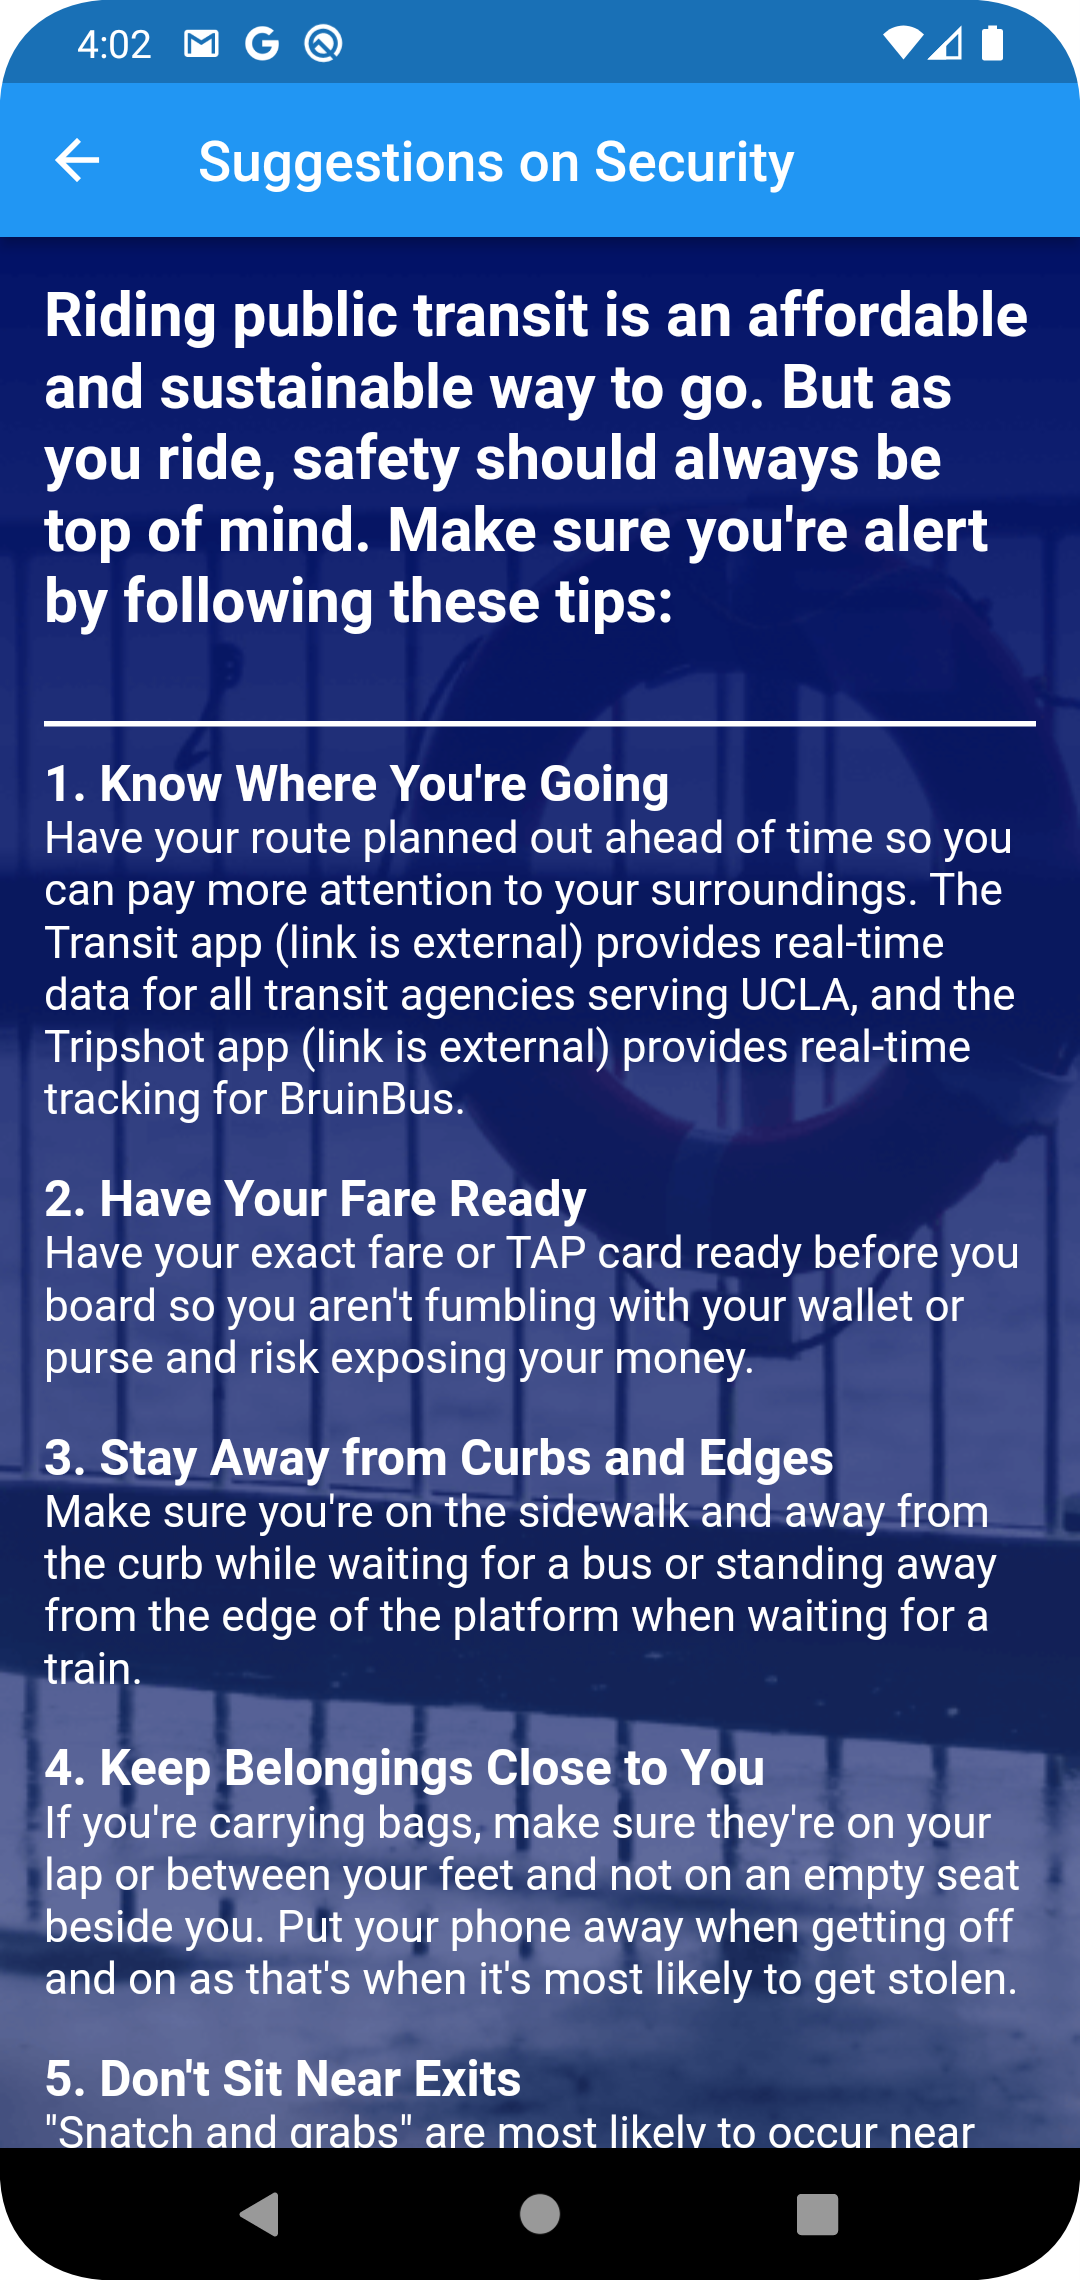 4:02
Suggestions on Security
Riding public transit is an affordable
and sustainable way to go. But as
you ride, safety should always be
top of mind. Make sure you're alert
by following these tips:
1. Know Where You're Going
Have your route planned out ahead of time so you
can pay more attention to your surroundings. The
Transit app (link is external) provides real-time
data for all transit agencies serving UCLA, and the
Tripshot app (link is external) provides real-time
tracking for BruinBus.
2. Have Your Fare Ready
Have your exact fare or TAP card ready before you
board so you aren't fumbling with your wallet or
purse and risk exposing your money.
3. Stay Away from Curbs and Edges
Make sure you're on the sidewalk and away from
the curb while waiting for a bus or standing away
from the edge of the platform when waiting for a
train.
4. Keep Belongings Close to You
If you're carrying bags, make sure they're on your
lap or between your feet and not on an empty seat
beside you. Put your phone away when getting off
and on as that's when it's most likely to get stolen.
5. Don't Sit Near Exits
"Snatch and grabs" are most likely to occur near